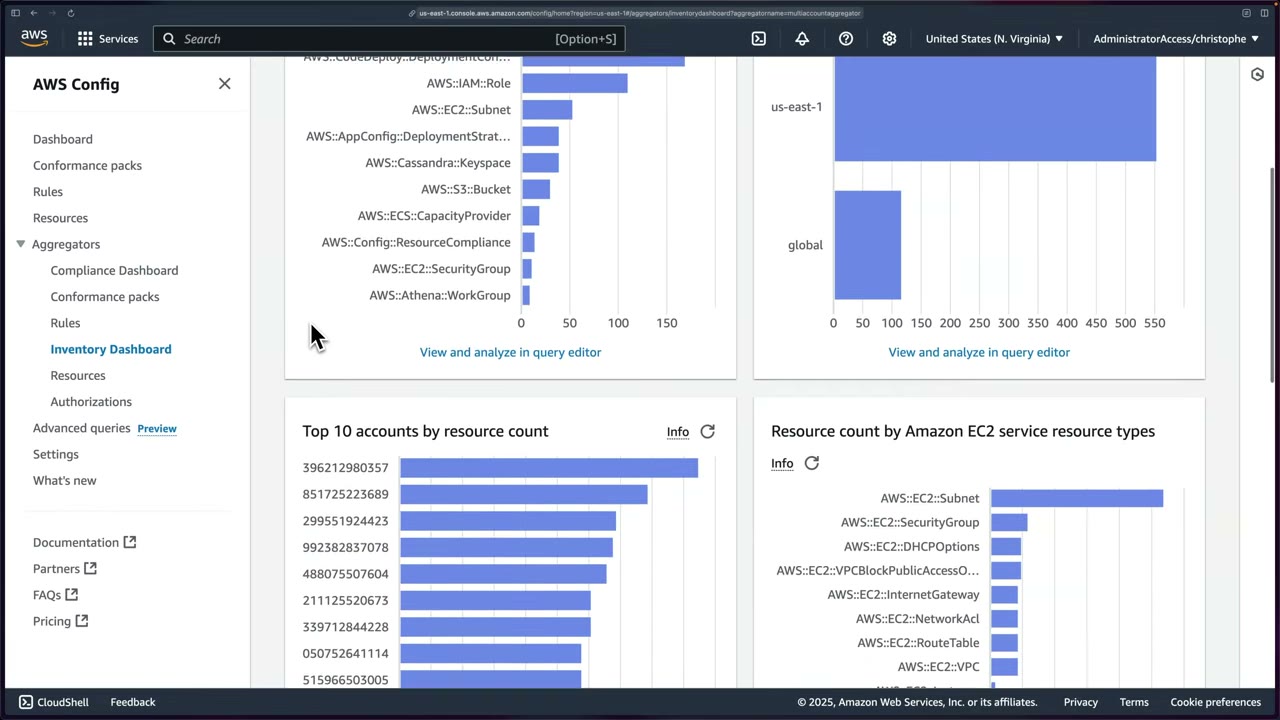 us-east-1.console.aws.amazon.com/config/home?region=us-east-1#/aggregators/inventorydashboard?aggregatorname=multiaccountaggregator
aws
Services
Search
[Option+S]
United States (N. Virginia)
AdministratorAccess/christophe
AWS Config
Dashboard
Conformance packs
Rules
Resources
Aggregators
Compliance Dashboard
Conformance packs
Rules
Inventory Dashboard
Resources
Authorizations
Advanced queries Preview
Settings
What's new
Documentation
Partners
FAQs
Pricing
AWS::CodeDeploy::DeploymentCon...
AWS::IAM::Role
AWS::EC2::Subnet
AWS::AppConfig::DeploymentStrat...
AWS::Cassandra::Keyspace
AWS::S3::Bucket
AWS::ECS::CapacityProvider
AWS::Config::ResourceCompliance
AWS::EC2::SecurityGroup
AWS::Athena::WorkGroup
0 50 100 150
View and analyze in query editor
us-east-1
global
0 50 100 150 200 250 300 350 400 450 500 550
View and analyze in query editor
Top 10 accounts by resource count
Info
396212980357
851725223689
299551924423
992382837078
488075507604
211125520673
339712844228
050752641114
515966503005
Resource count by Amazon EC2 service resource types
Info
AWS::EC2::Subnet
AWS::EC2::SecurityGroup
AWS::EC2::DHCPOptions
AWS::EC2::VPCBlockPublicAccessO...
AWS::EC2::InternetGateway
AWS::EC2::NetworkAcl
AWS::EC2::RouteTable
AWS::EC2::VPC
CloudShell
Feedback
© 2025, Amazon Web Services, Inc. or its affiliates.
Privacy
Terms
Cookie preferences